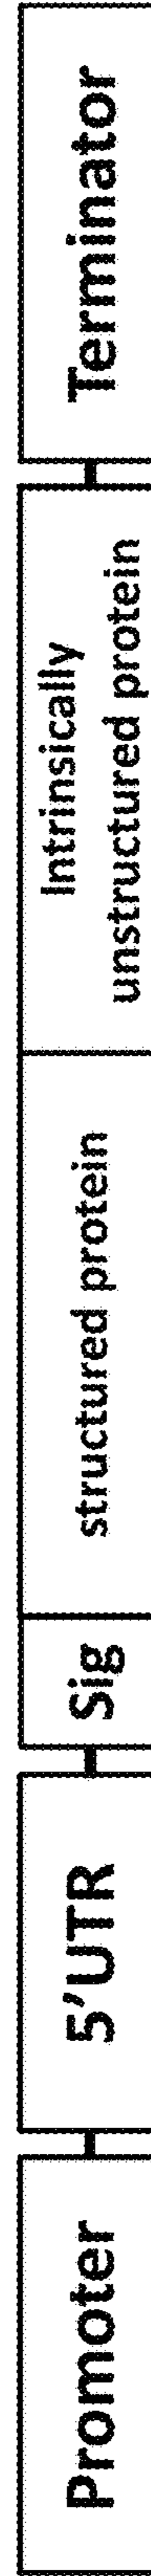 Promoter
5’UTR
Sig
structured protein
Intrinsically
unstructured protein
Terminator